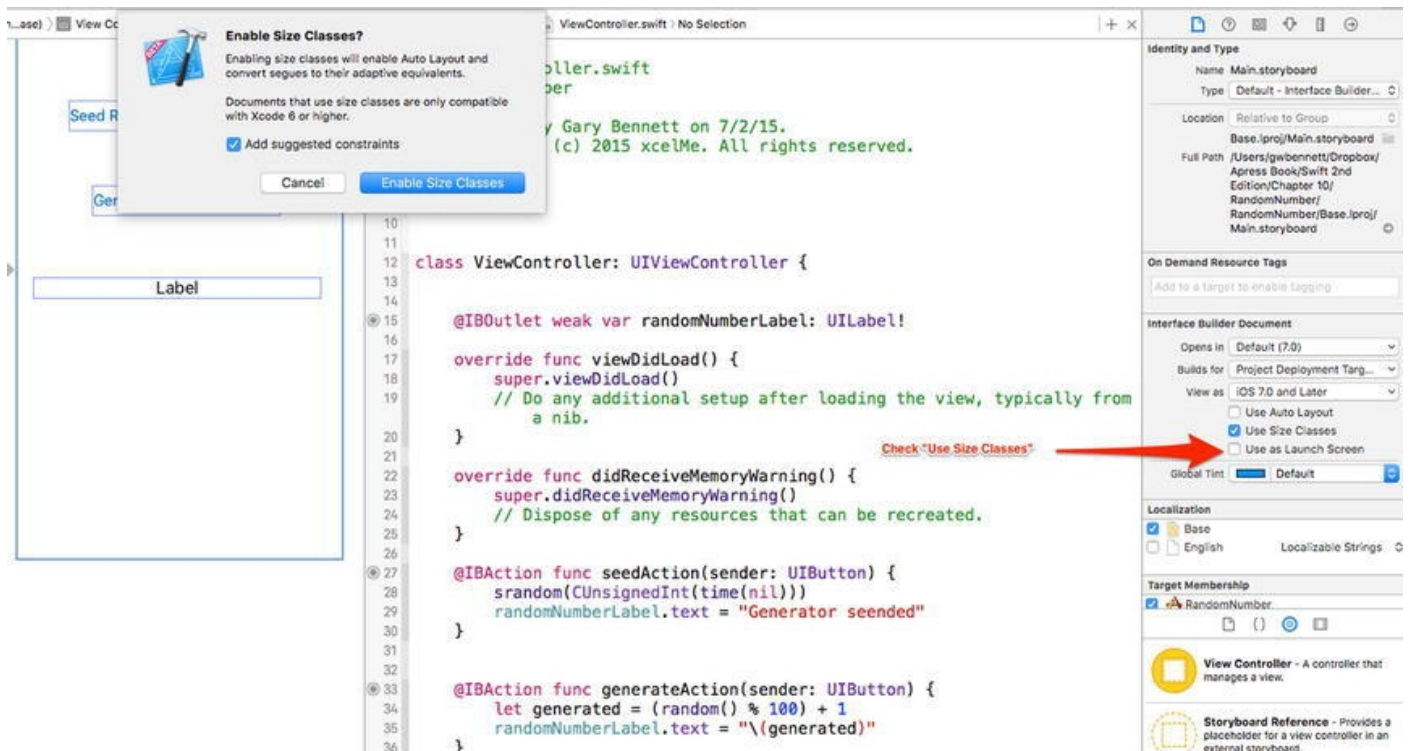 n...ase)
View Co
ViewController.swift
No Selection
Enable Size Classes?
Enabling size classes will enable Auto Layout and
convert segues to their adaptive equivalents.
Documents that use size classes are only compatible
with Xcode 6 or higher.
Add suggested constraints
Cancel
Enable Size Classes
BETA
Seed R
Ger
Label
oller.swift
ber
y Gary Bennett on 7/2/15.
(c) 2015 xcelMe. All rights reserved.
10
11
12 class ViewController: UIViewController {
13
14
15 @IBOutlet weak var randomNumberLabel: UILabel!
16
17 override func viewDidLoad() {
18 super.viewDidLoad()
19 // Do any additional setup after loading the view, typically from
a nib.
20 }
21
22 override func didReceiveMemoryWarning() {
23 super.didReceiveMemoryWarning()
24 // Dispose of any resources that can be recreated.
25 }
26
27 @IBAction func seedAction(sender: UIButton) {
28 srandom(CUnsignedInt(time(nil)))
29 randomNumberLabel.text = "Generator seended"
30 }
31
32
33 @IBAction func generateAction(sender: UIButton) {
34 let generated = (random() % 100) + 1
35 randomNumberLabel.text = "\(generated)"
36 }
Check "Use Size Classes"
Identity and Type
Name Main.storyboard
Type Default - Interface Builder...
Location Relative to Group
Base.lproj/Main.storyboard
Full Path /Users/gwbennett/Dropbox/
Apress Book/Swift 2nd
Edition/Chapter 10/
RandomNumber/
RandomNumber/Base.lproj/
Main.storyboard
On Demand Resource Tags
Add to a target to enable tagging
Interface Builder Document
Opens in Default (7.0)
Builds for Project Deployment Targ...
View as iOS 7.0 and Later
Use Auto Layout
Use Size Classes
Use as Launch Screen
Global Tint Default
Localization
Base
English Localizable Strings
Target Membership
RandomNumber
View Controller - A controller that
manages a view.
Storyboard Reference - Provides a
placeholder for a view controller in an
external storyboard.